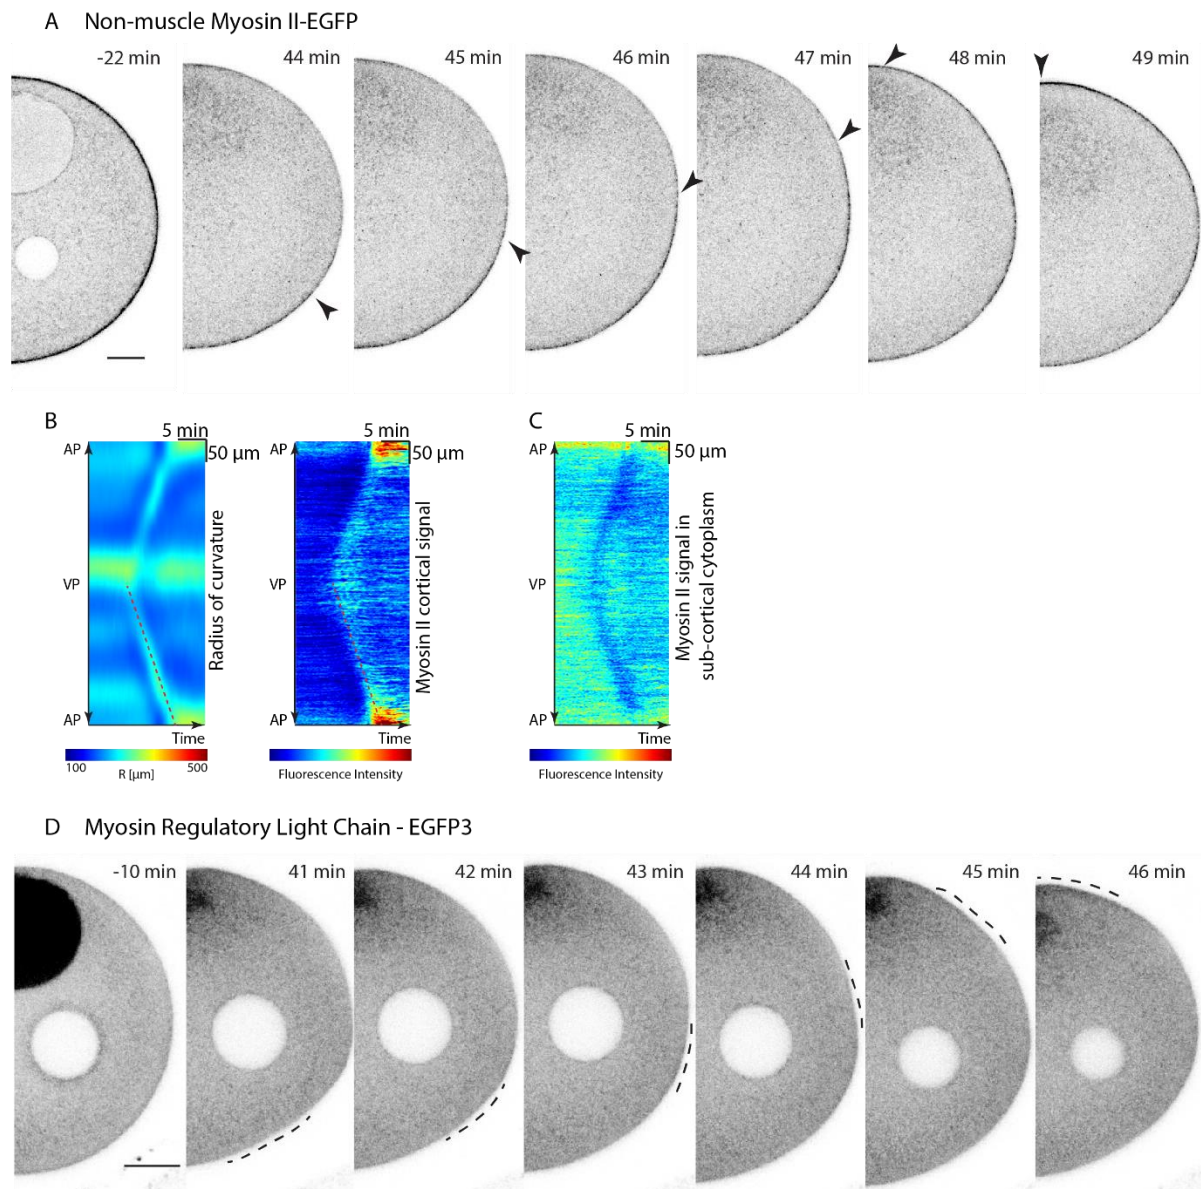 A Non-muscle Myosin II-EGFP
-22 min
44 min
45 min
46 min
47 min
48 min
49 min
B
5 min
50 µm
AP
VP
AP
Radius of curvature
Time
100
R [µm]
500
5 min
50 µm
AP
VP
AP
Myosin II cortical signal
Time
Fluorescence Intensity
C
5 min
50 µm
AP
VP
AP
Myosin II signal in
sub-cortical cytoplasm
Time
Fluorescence Intensity
D Myosin Regulatory Light Chain - EGFP3
-10 min
41 min
42 min
43 min
44 min
45 min
46 min